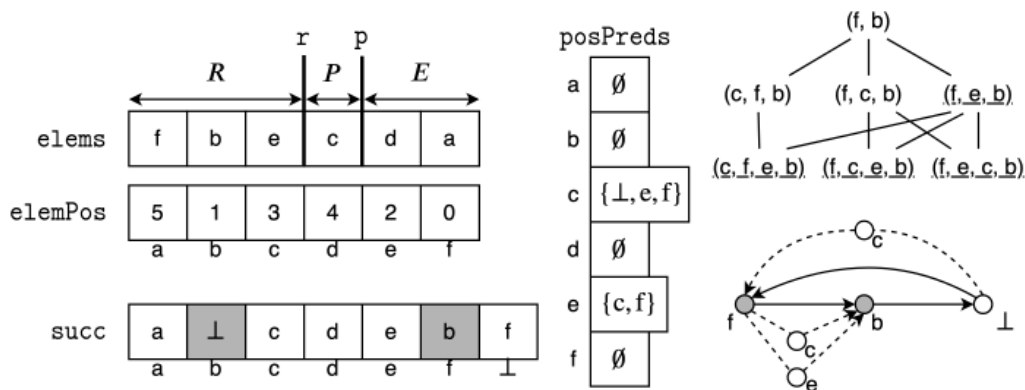 r p
R P E
elems f b e c d a
elemPos 5 1 3 4 2 0
a b c d e f
succ a ⊥ c d e b f
a b c d e f ⊥
posPreds
a ∅
b ∅
c {⊥, e, f}
d ∅
e {c, f}
f ∅
(f, b)
(c, f, b) (f, c, b) (f, e, b)
(c, f, e, b) (f, c, e, b) (f, e, c, b)
c
f b ⊥
c
e